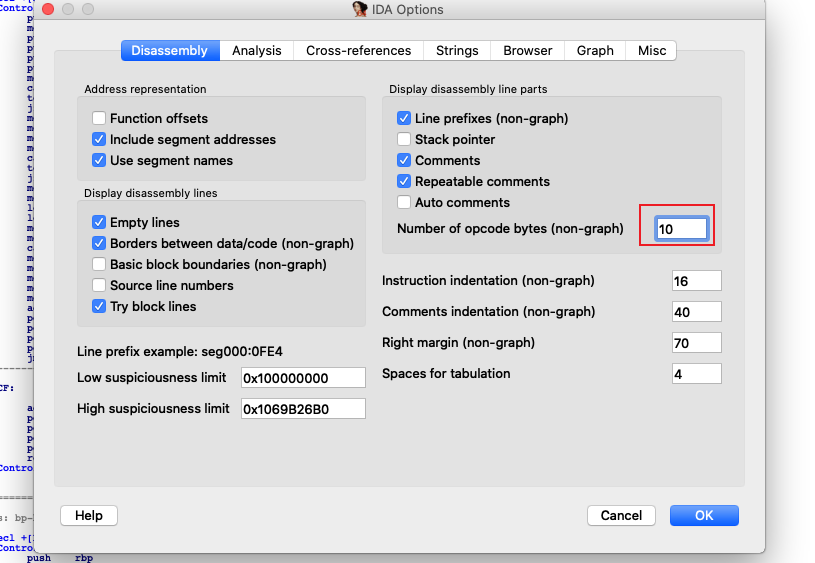 IDA Options
Disassembly Analysis Cross-references Strings Browser Graph Misc
Address representation
Function offsets
Include segment addresses
Use segment names
Display disassembly lines
Empty lines
Borders between data/code (non-graph)
Basic block boundaries (non-graph)
Source line numbers
Try block lines
Line prefix example: seg000:0FE4
Low suspiciousness limit 0x100000000
High suspiciousness limit 0x1069B26B0
Display disassembly line parts
Line prefixes (non-graph)
Stack pointer
Comments
Repeatable comments
Auto comments
Number of opcode bytes (non-graph) 10
Instruction indentation (non-graph) 16
Comments indentation (non-graph) 40
Right margin (non-graph) 70
Spaces for tabulation 4
Help Cancel OK
CF:
Contro
s: bp-
ecl +[
Contro
push rbp